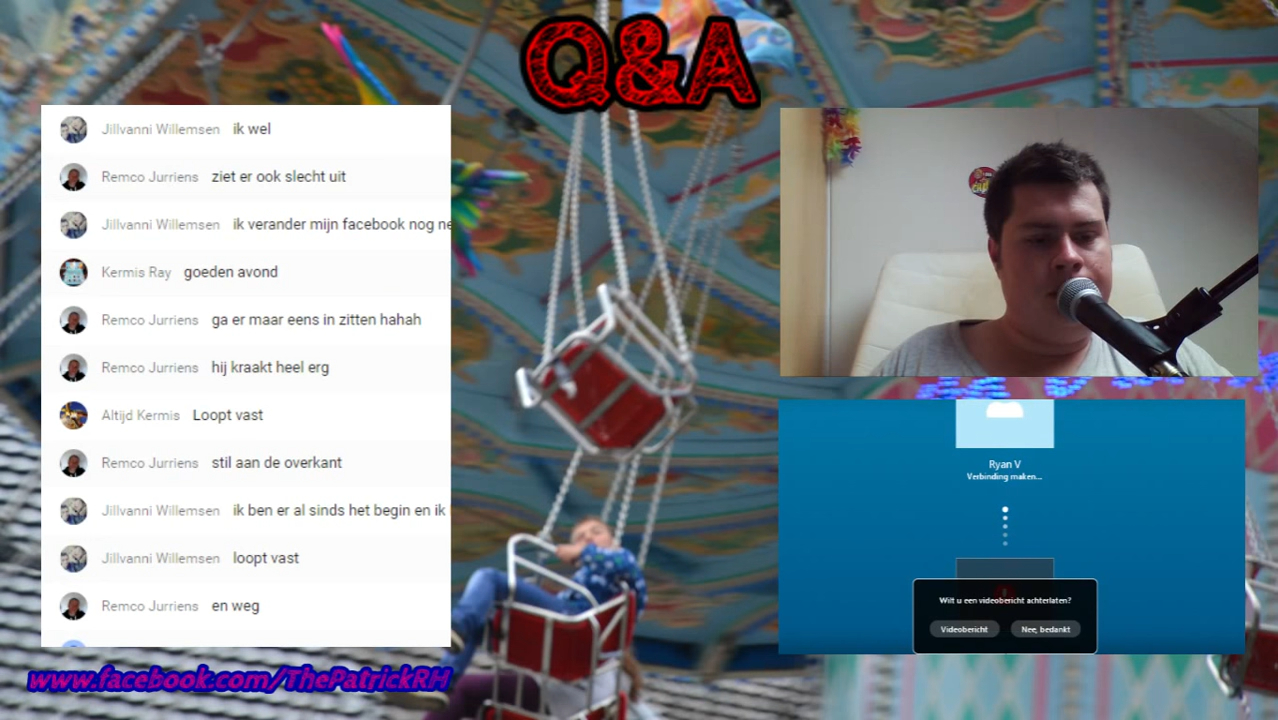 Q&A
Jillvanni Willemsen ik wel
Remco Jurriens ziet er ook slecht uit
Jillvanni Willemsen ik verander mijn facebook nog ne
Kermis Ray goeden avond
Remco Jurriens ga er maar eens in zitten hahah
Remco Jurriens hij kraakt heel erg
Altijd Kermis Loopt vast
Remco Jurriens stil aan de overkant
Jillvanni Willemsen ik ben er al sinds het begin en ik
Jillvanni Willemsen loopt vast
Remco Jurriens en weg
www.facebook.com/ThePatrickRH
Ryan V
Verbinding maken...
Wilt u een videobericht achterlaten?
Videobericht Nee, bedankt